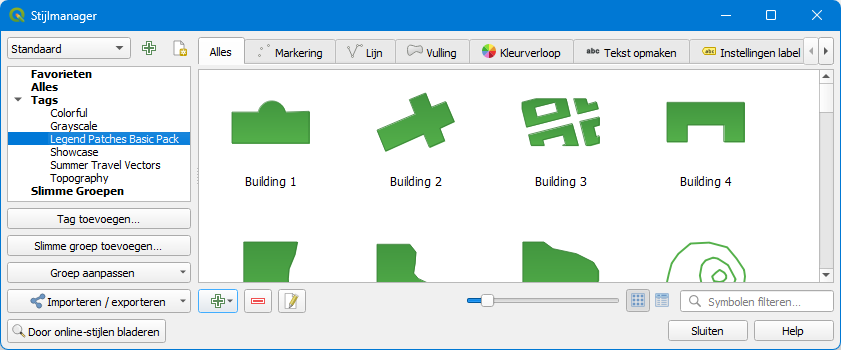 Stijlmanager
Standaard
Favorieten
Alles
Tags
Colorful
Grayscale
Legend Patches Basic Pack
Showcase
Summer Travel Vectors
Topography
Slimme Groepen
Tag toevoegen...
Slimme groep toevoegen...
Groep aanpassen
Importeren / exporteren
Door online-stijlen bladeren
Alles
Markering
Lijn
Vulling
Kleurverloop
abc Tekst opmaken
abc Instellingen label
Building 1
Building 2
Building 3
Building 4
Symbolen filteren...
Sluiten
Help